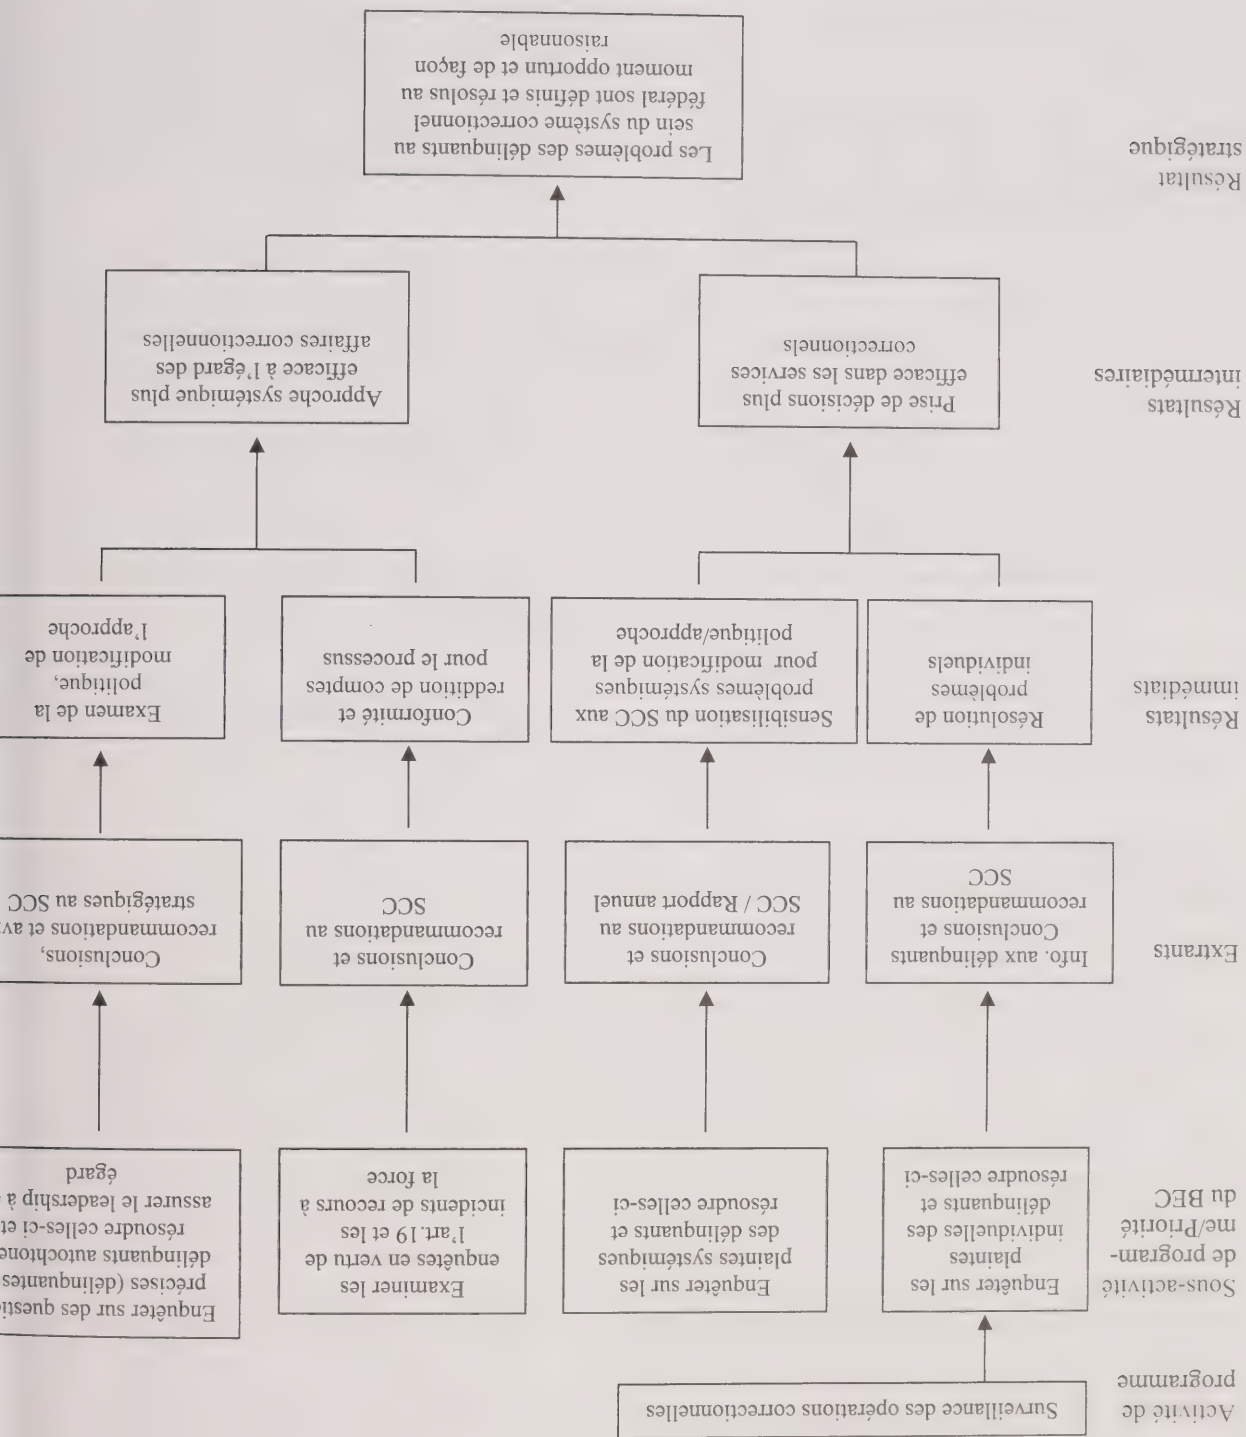 Activité de
programme
Surveillance des opérations correctionnelles
Sous-activité
de program-
me/Priorité
du BEC
Enquêter sur les
plaintes
individuelles des
délinquants et
résoudre celles-ci
Enquêter sur les
plaintes systémiques
des délinquants et
résoudre celles-ci
Examiner les
enquêtes en vertu de
l'art.19 et les
incidents de recours à
la force
Enquêter sur des
précises (délinquantes
délinquants
résoudre celles-ci et
assurer le leadership à
égard
Extrants
Info. aux délinquants
Conclusions et
recommandations au
SCC
Conclusions et
recommandations au
SCC / Rapport annuel
Conclusions et
recommandations au
SCC
Conclusions,
recommandations et
stratégiques au SCC
Résultats
immédiats
Résolution de
problèmes
individuels
Sensibilisation du SCC aux
problèmes systémiques
pour modification de la
politique/approche
Conformité et
reddition de comptes
pour le processus
Examen de la
politique,
modification de
l'approche
Résultats
intermédiaires
Prise de décisions plus
efficace dans les services
correctionnels
Approche systémique plus
efficace à l'égard des
affaires correctionnelles
Résultat
stratégique
Les problèmes des délinquants au
sein du système correctionnel
fédéral sont définis et résolus au
moment opportun et de façon
raisonnable